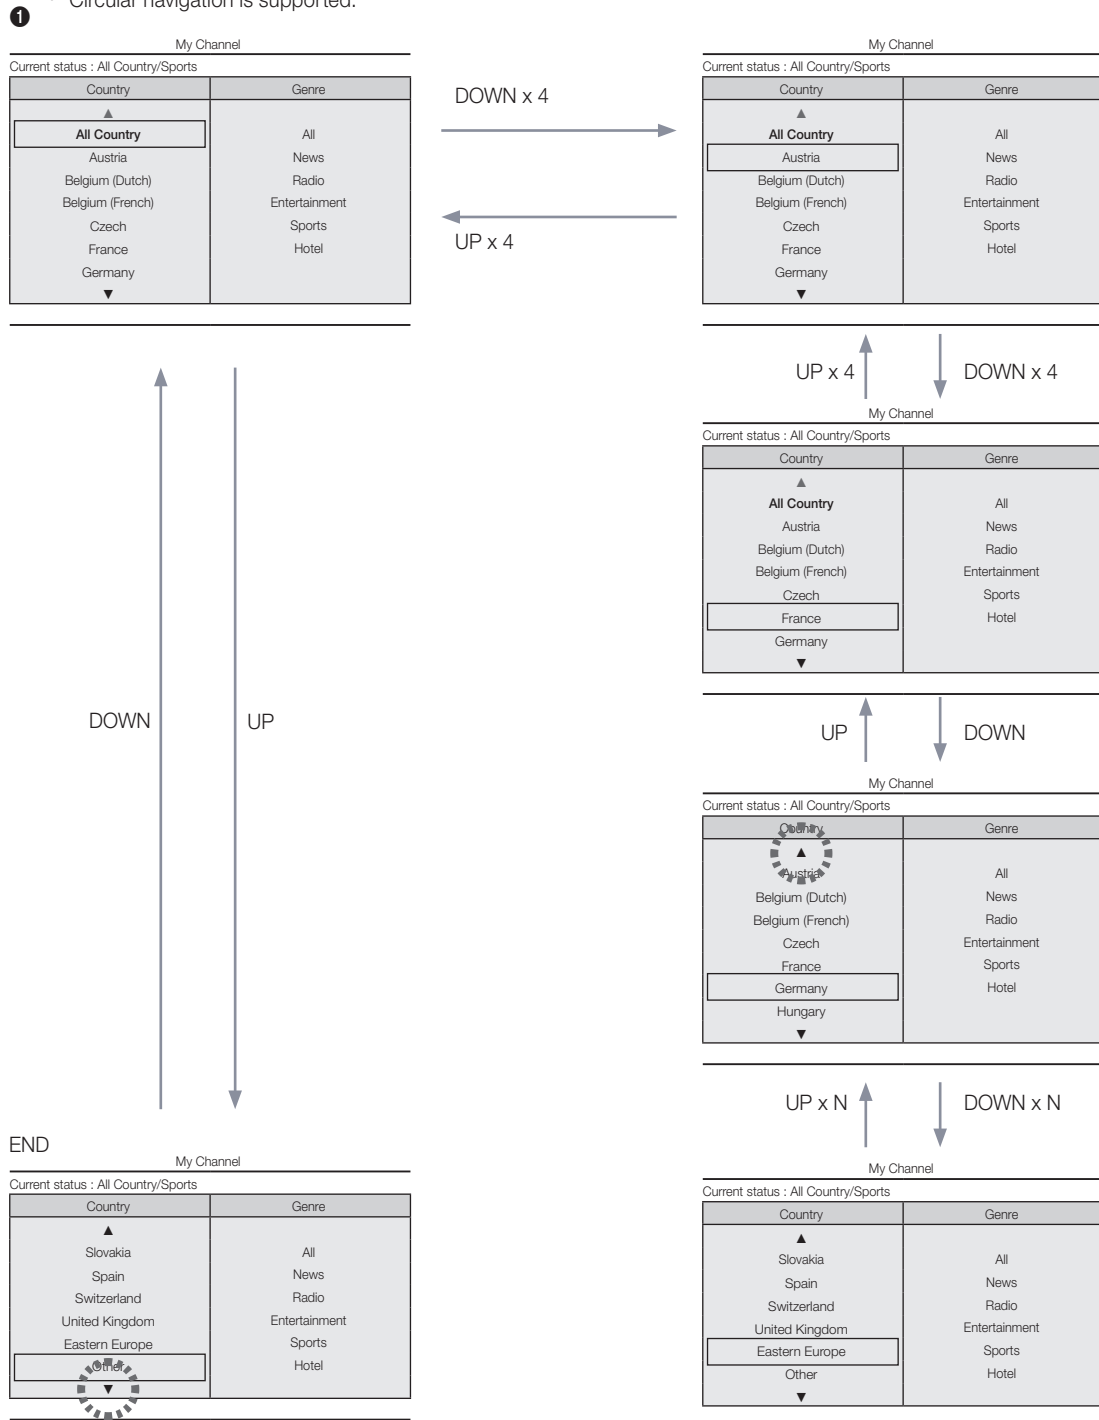 • Circular navigation is supported.
❶
My Channel
Current status : All Country/Sports
Country Genre
▲
All Country All
Austria News
Belgium (Dutch) Radio
Belgium (French) Entertainment
Czech Sports
France Hotel
Germany
▼
DOWN x 4
UP x 4
My Channel
Current status : All Country/Sports
Country Genre
▲
All Country All
Austria News
Belgium (Dutch) Radio
Belgium (French) Entertainment
Czech Sports
France Hotel
Germany
▼
UP x 4 DOWN x 4
My Channel
Current status : All Country/Sports
Country Genre
▲
All Country All
Austria News
Belgium (Dutch) Radio
Belgium (French) Entertainment
Czech Sports
France Hotel
Germany
▼
DOWN UP
UP DOWN
My Channel
Current status : All Country/Sports
Country Genre
▲
Austria All
Belgium (Dutch) News
Belgium (French) Radio
Czech Entertainment
France Sports
Germany Hotel
Hungary
▼
UP x N DOWN x N
END
My Channel
Current status : All Country/Sports
Country Genre
▲
Slovakia All
Spain News
Switzerland Radio
United Kingdom Entertainment
Eastern Europe Sports
Other Hotel
▼
My Channel
Current status : All Country/Sports
Country Genre
▲
Slovakia All
Spain News
Switzerland Radio
United Kingdom Entertainment
Eastern Europe Sports
Other Hotel
▼